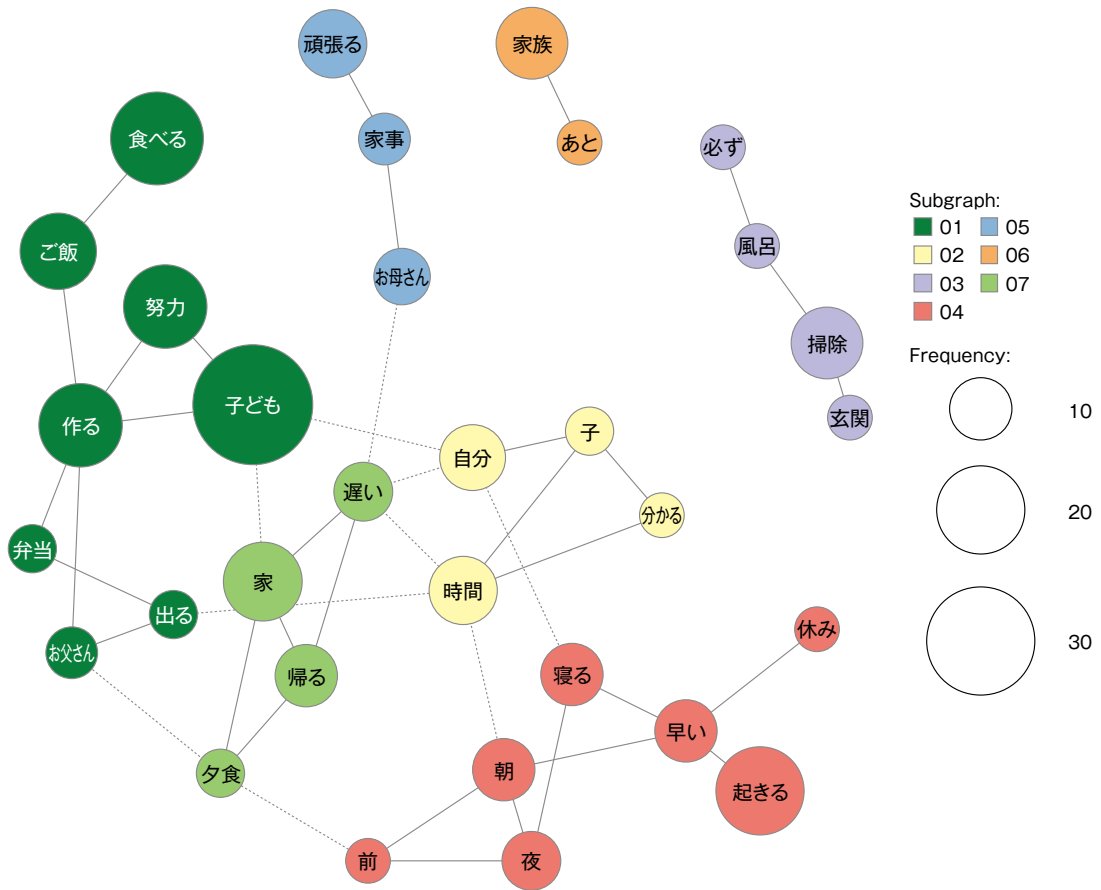 頑張る
家族
食べる
家事
あと
必ず
ご飯
風呂
お母さん
努力
掃除
子ども
作る
玄関
子
自分
遅い
分かる
弁当
家
時間
出る
お父さん
休み
帰る
寝る
早い
朝
夕食
起きる
前
夜
Subgraph:
01 05
02 06
03 07
04
Frequency:
10
20
30